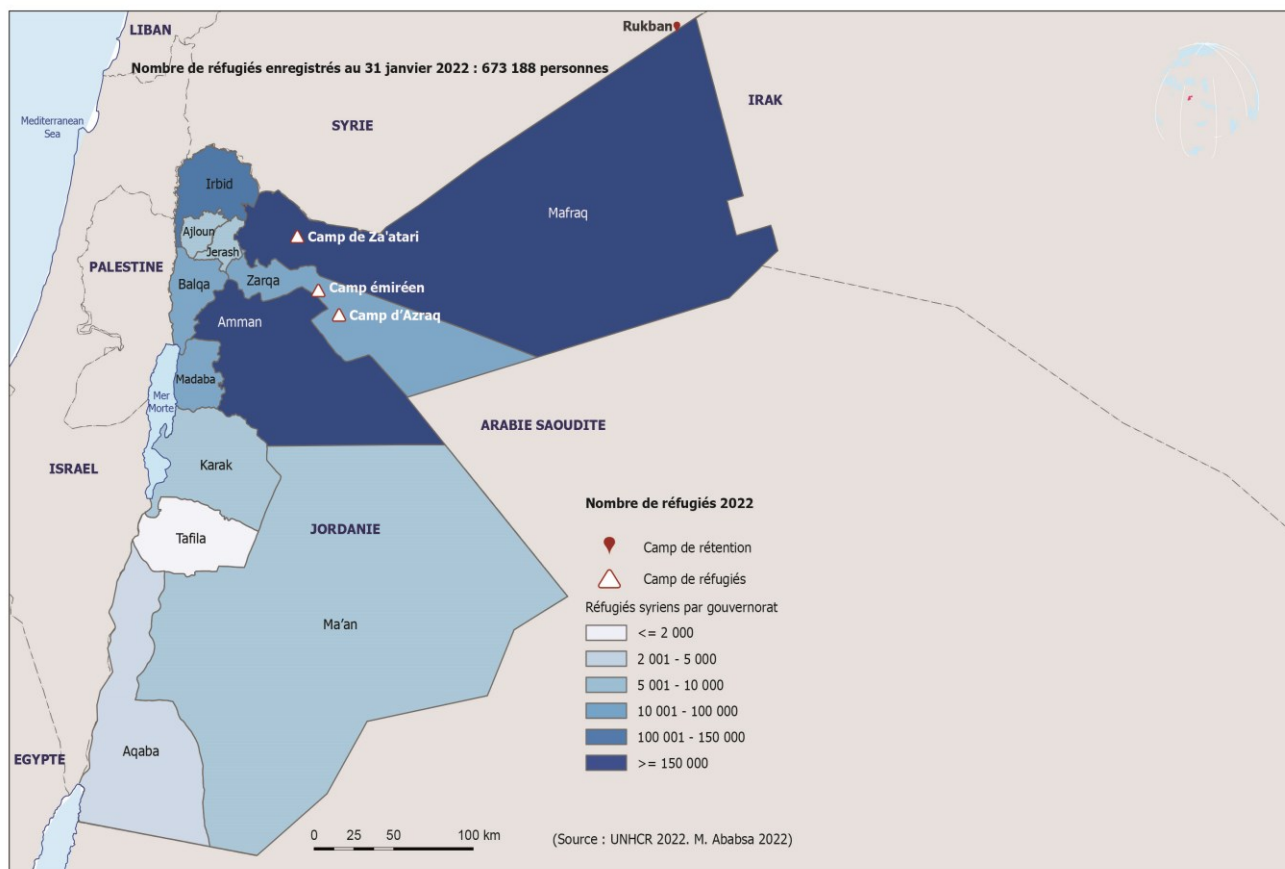 LIBAN
Rukban
Nombre de réfugiés enregistrés au 31 janvier 2022 : 673 188 personnes
IRAK
Mediterranean
Sea
SYRIE
Irbid
Mafraq
Ajloun
Camp de Za'atari
Jerash
PALESTINE
Balqa
Zarqa
Camp émiréen
Camp d'Azraq
Amman
Madaba
Mer
Morte
ARABIE SAOUDITE
ISRAEL
Karak
Nombre de réfugiés 2022
JORDANIE
Tafila
Camp de rétention
Camp de réfugiés
Réfugiés syriens par gouvernorat
Ma'an
<= 2 000
2 001 - 5 000
5 001 - 10 000
10 001 - 100 000
100 001 - 150 000
>= 150 000
Aqaba
EGYPTE
0 25 50 100 km
(Source : UNHCR 2022. M. Ababsa 2022)